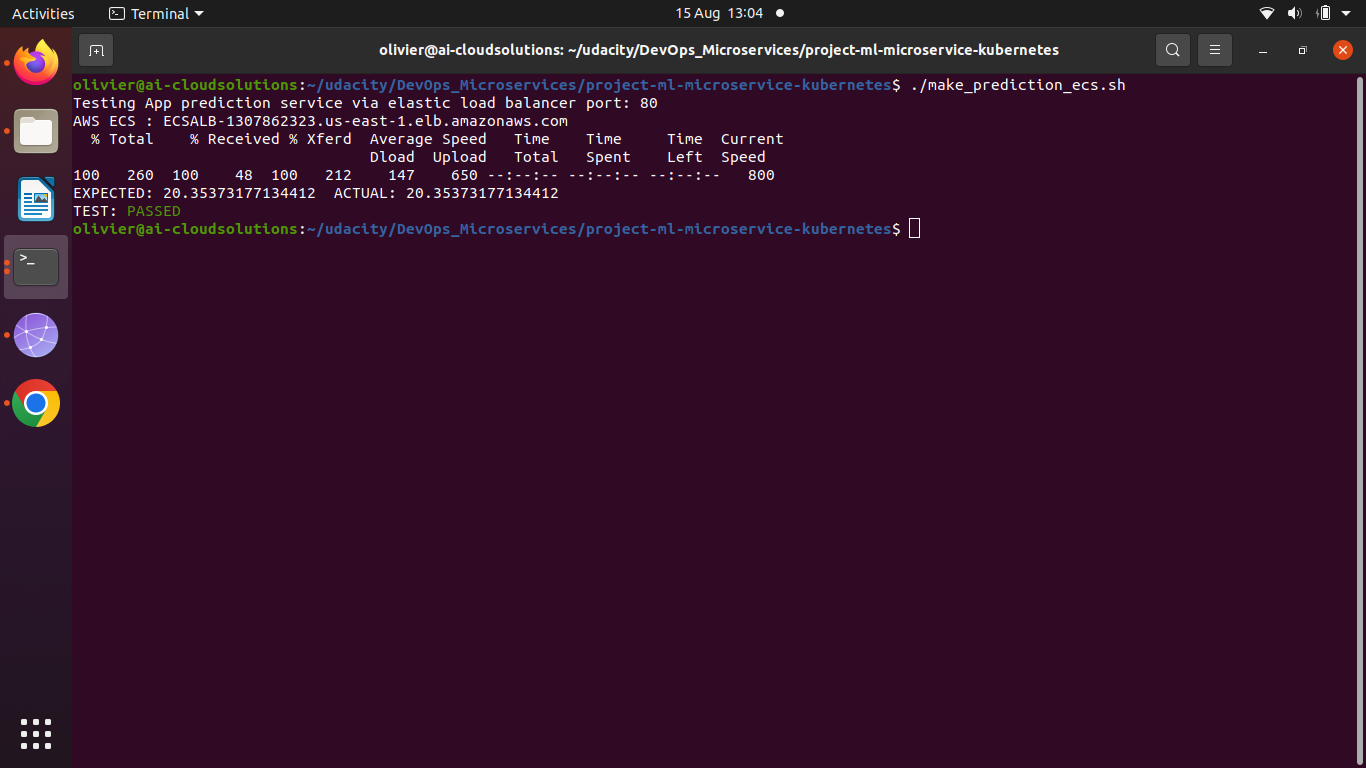 Activities Terminal 15 Aug 13:04
olivier@ai-cloudsolutions: ~/udacity/DevOps_Microservices/project-ml-microservice-kubernetes
olivier@ai-cloudsolutions:~/udacity/DevOps_Microservices/project-ml-microservice-kubernetes$ ./make_prediction_ecs.sh
Testing App prediction service via elastic load balancer port: 80
AWS ECS : ECSALB-1307862323.us-east-1.elb.amazonaws.com
  % Total    % Received % Xferd  Average Speed   Time    Time     Time  Current
                                 Dload  Upload   Total   Spent    Left  Speed
100   260  100    48  100   212    147    650 --:--:-- --:--:-- --:--:--   800
EXPECTED: 20.35373177134412  ACTUAL: 20.35373177134412
TEST: PASSED
olivier@ai-cloudsolutions:~/udacity/DevOps_Microservices/project-ml-microservice-kubernetes$